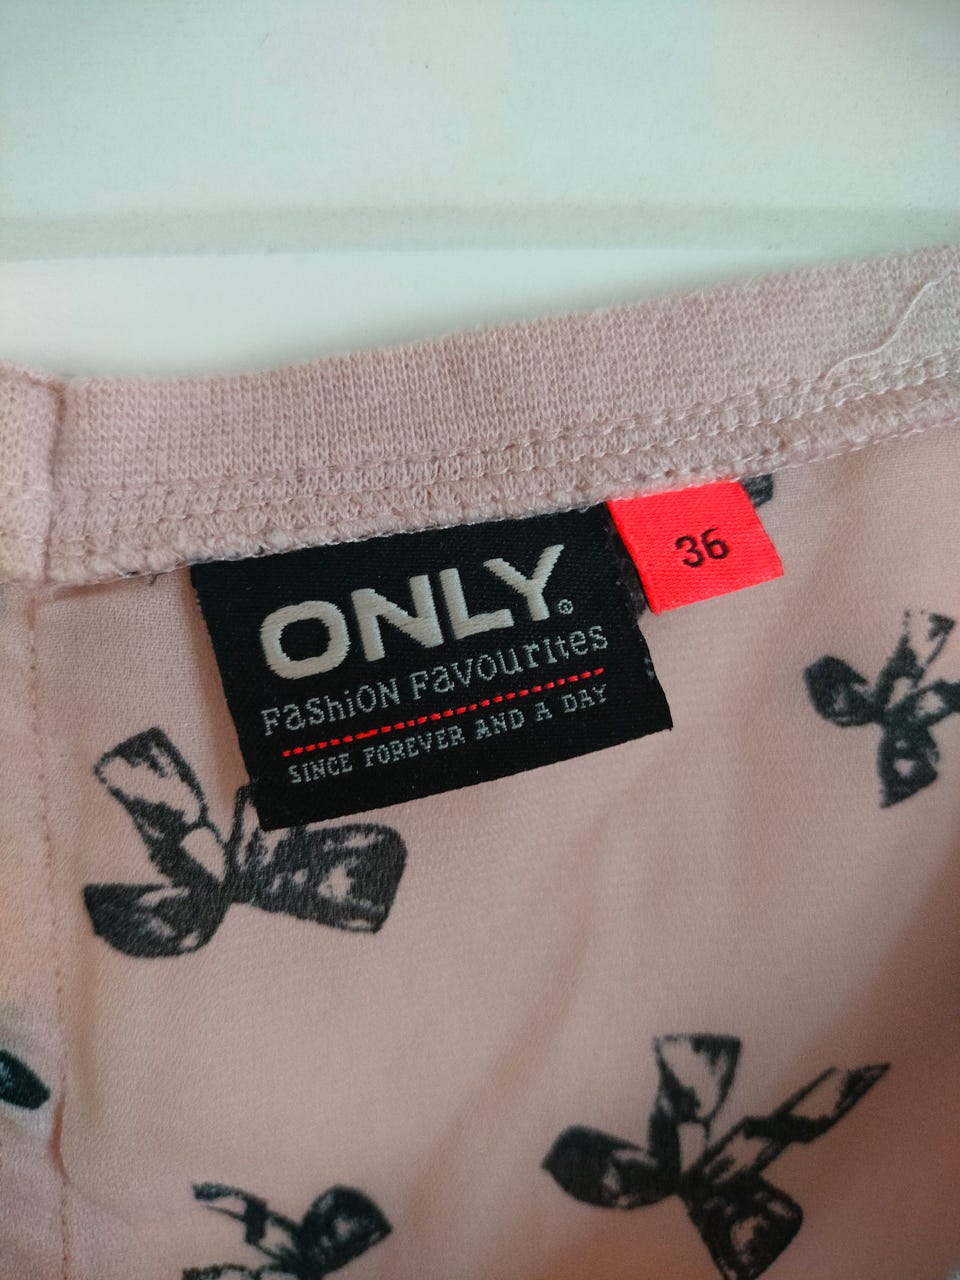 ONLY®
FaShiON FavouRItes
SINCE FOREVER AND A DAY
36